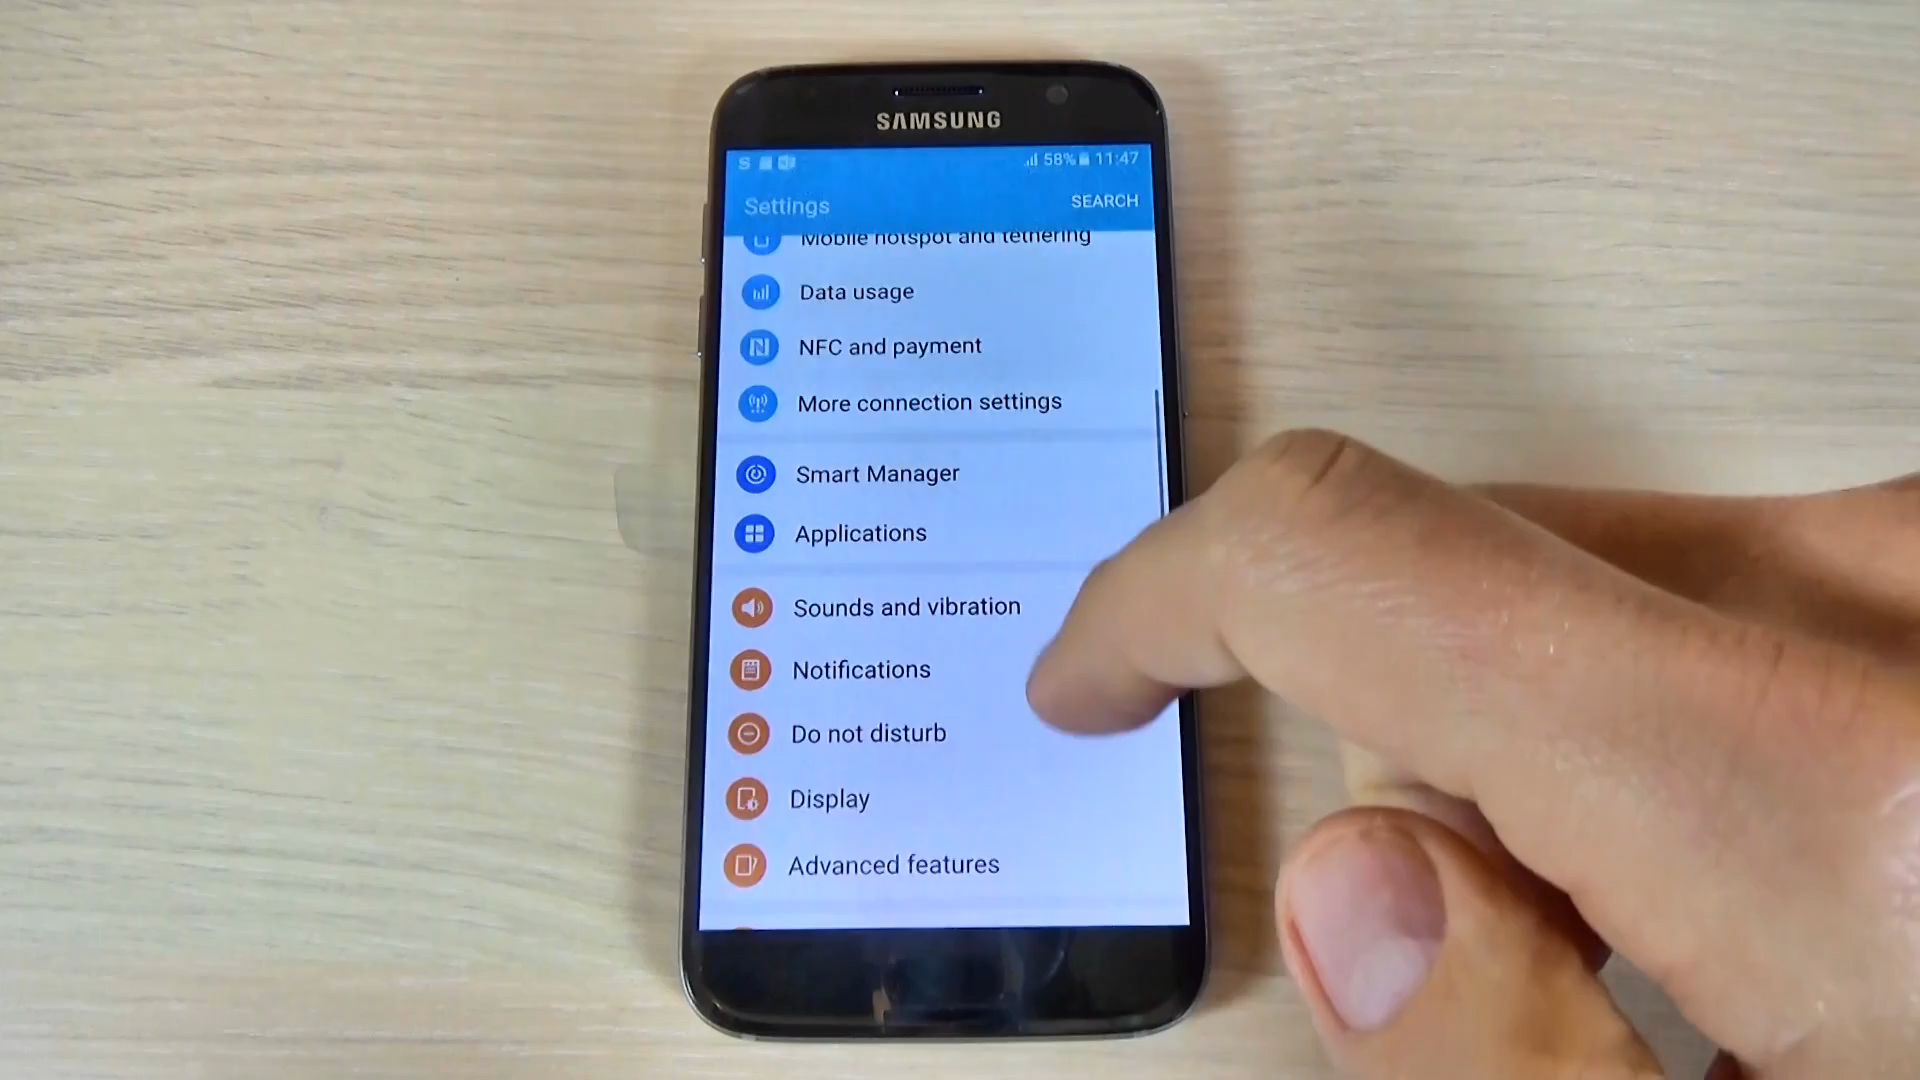 SAMSUNG
S 58% 11:47
Settings SEARCH
Mobile hotspot and tethering
Data usage
NFC and payment
More connection settings
Smart Manager
Applications
Sounds and vibration
Notifications
Do not disturb
Display
Advanced features